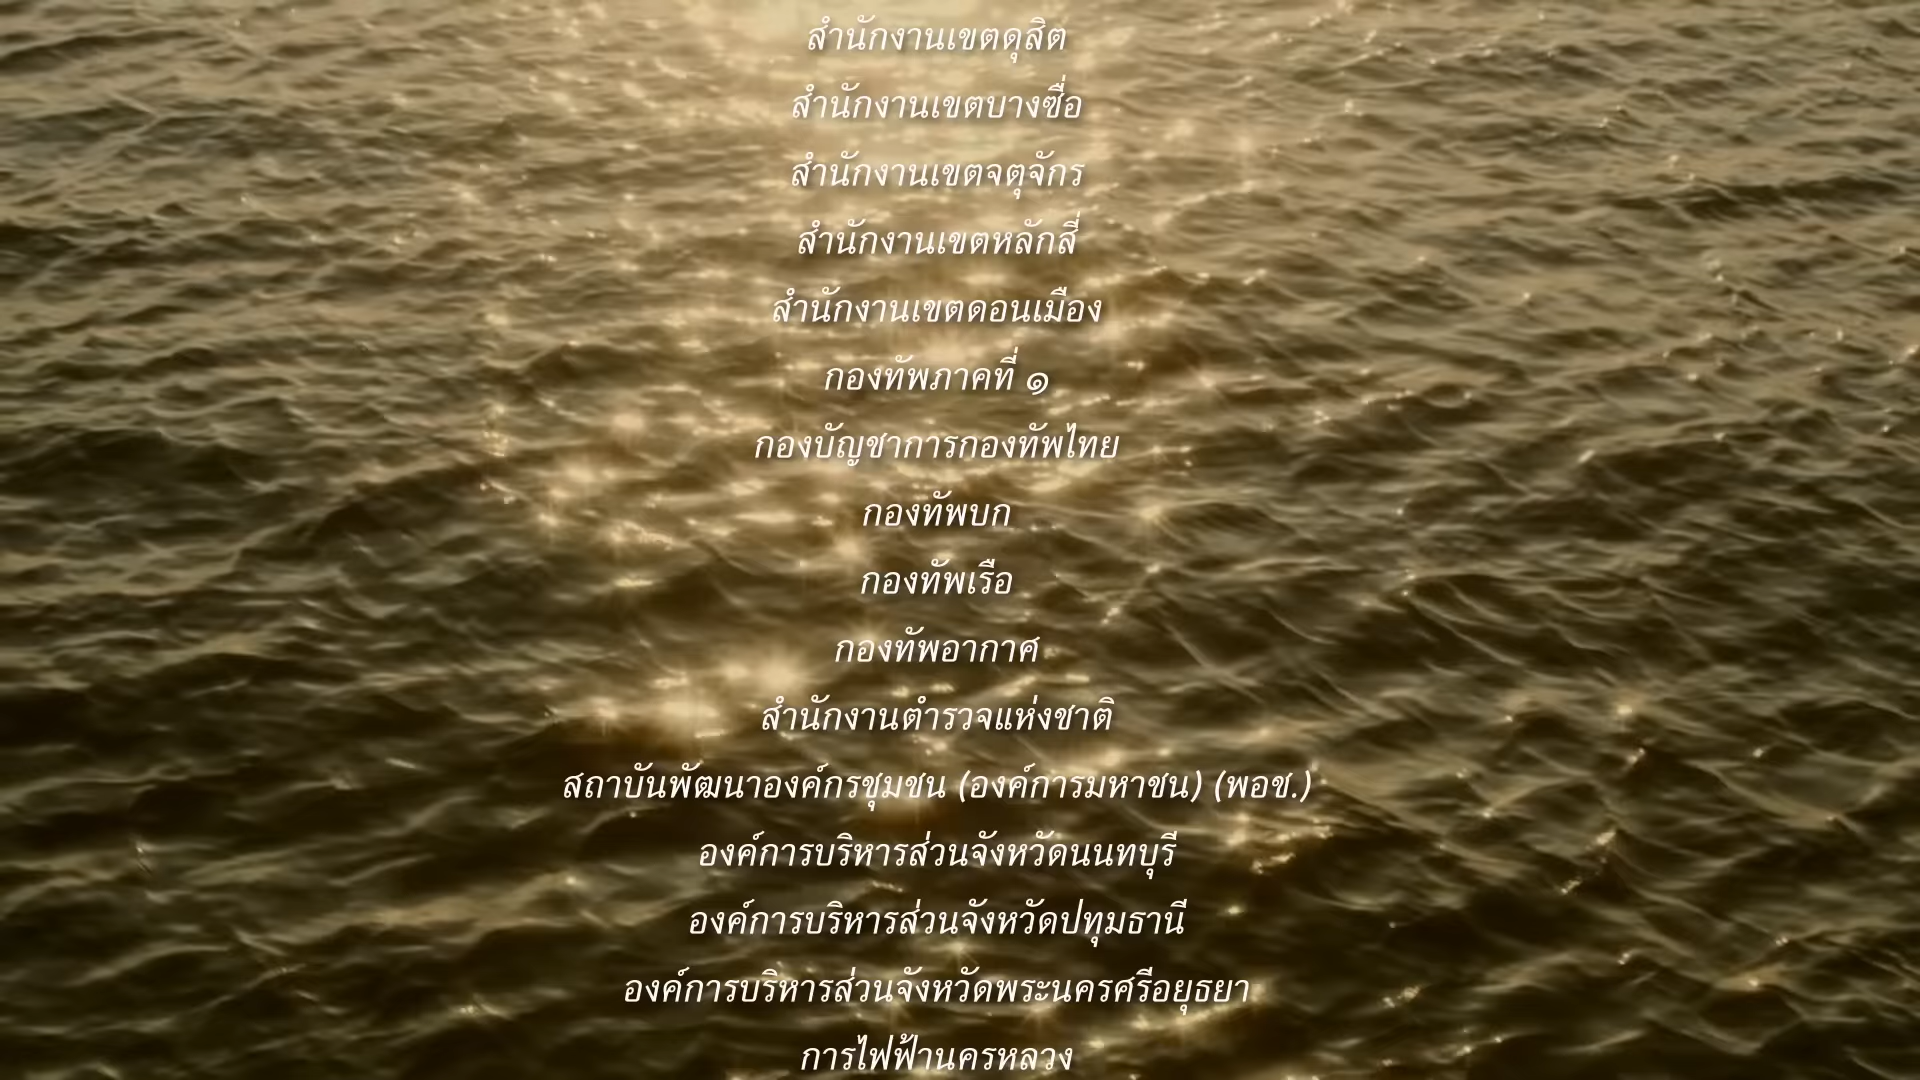 สำนักงานเขตดุสิต
สำนักงานเขตบางซื่อ
สำนักงานเขตจตุจักร
สำนักงานเขตหลักสี่
สำนักงานเขตดอนเมือง
กองทัพภาคที่ ๑
กองบัญชาการกองทัพไทย
กองทัพบก
กองทัพเรือ
กองทัพอากาศ
สำนักงานตำรวจแห่งชาติ
สถาบันพัฒนาองค์กรชุมชน (องค์การมหาชน) (พอช.)
องค์การบริหารส่วนจังหวัดนนทบุรี
องค์การบริหารส่วนจังหวัดปทุมธานี
องค์การบริหารส่วนจังหวัดพระนครศรีอยุธยา
การไฟฟ้านครหลวง